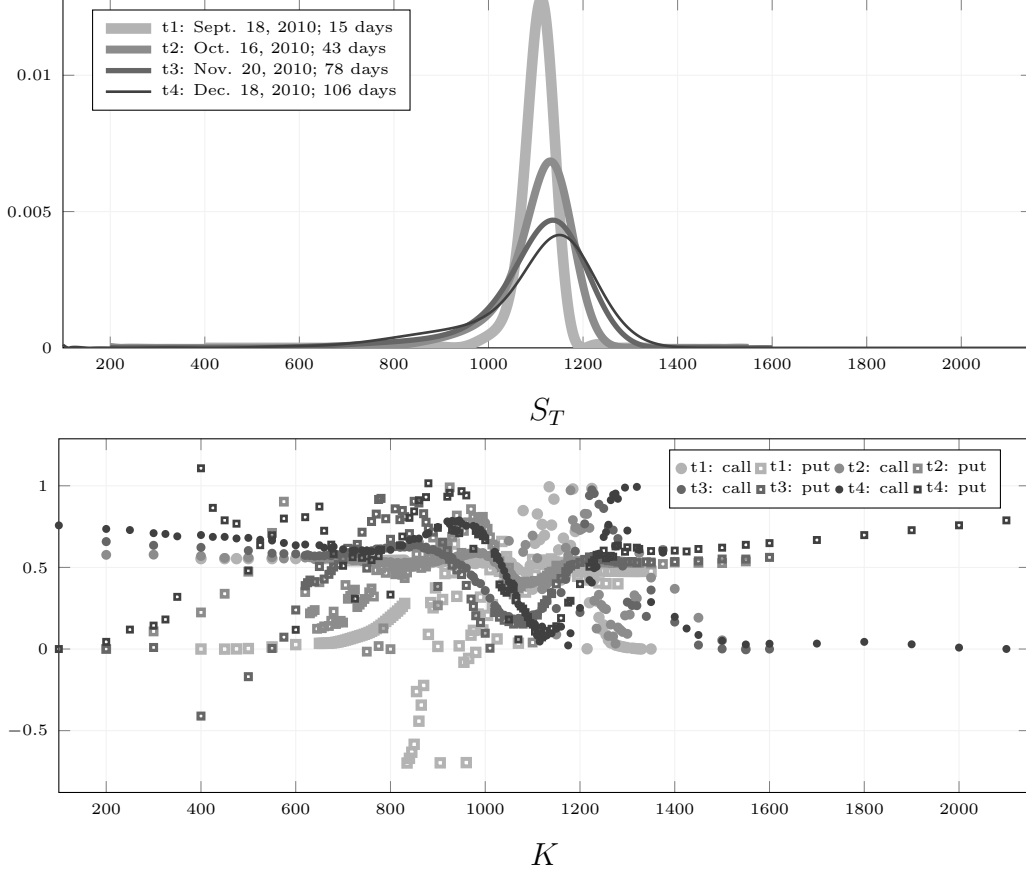 0.01
0.005
0
t1: Sept. 18, 2010; 15 days
t2: Oct. 16, 2010; 43 days
t3: Nov. 20, 2010; 78 days
t4: Dec. 18, 2010; 106 days
200 400 600 800 1000 1200 1400 1600 1800 2000
S_T
1
0.5
0
−0.5
t1: call t1: put t2: call t2: put
t3: call t3: put t4: call t4: put
200 400 600 800 1000 1200 1400 1600 1800 2000
K